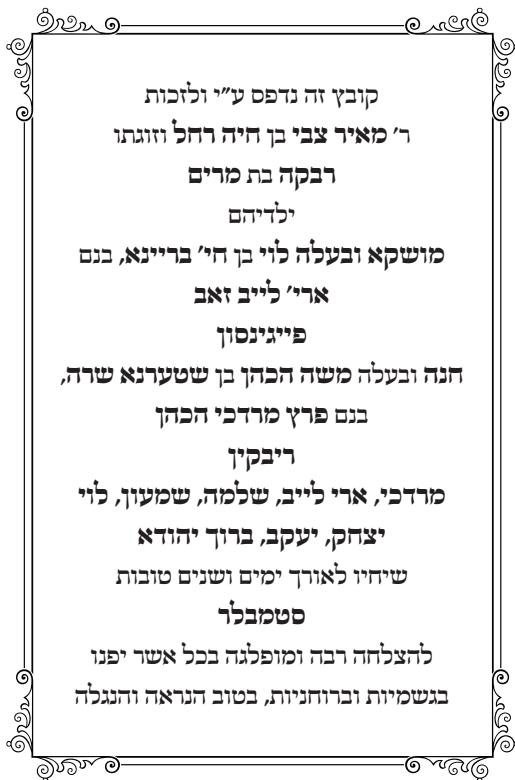 קובץ זה נדפס ע״י ולזכות
ר׳ מאיר צבי בן חיה רחל וזוגתו
רבקה בת מרים
ילדיהם
מושקא ובעלה לוי בן חי׳ בריינא, בנם
ארי׳ לייב זאב
פייגינסון
חנה ובעלה משה הכהן בן שטערנא שרה,
בנם פרץ מרדכי הכהן
ריבקין
מרדכי, ארי לייב, שלמה, שמעון, לוי
יצחק, יעקב, ברוך יהודא
שיחיו לאורך ימים ושנים טובות
סטמבלר
להצלחה רבה ומופלגה בכל אשר יפנו
בגשמיות וברוחניות, בטוב הנראה והנגלה